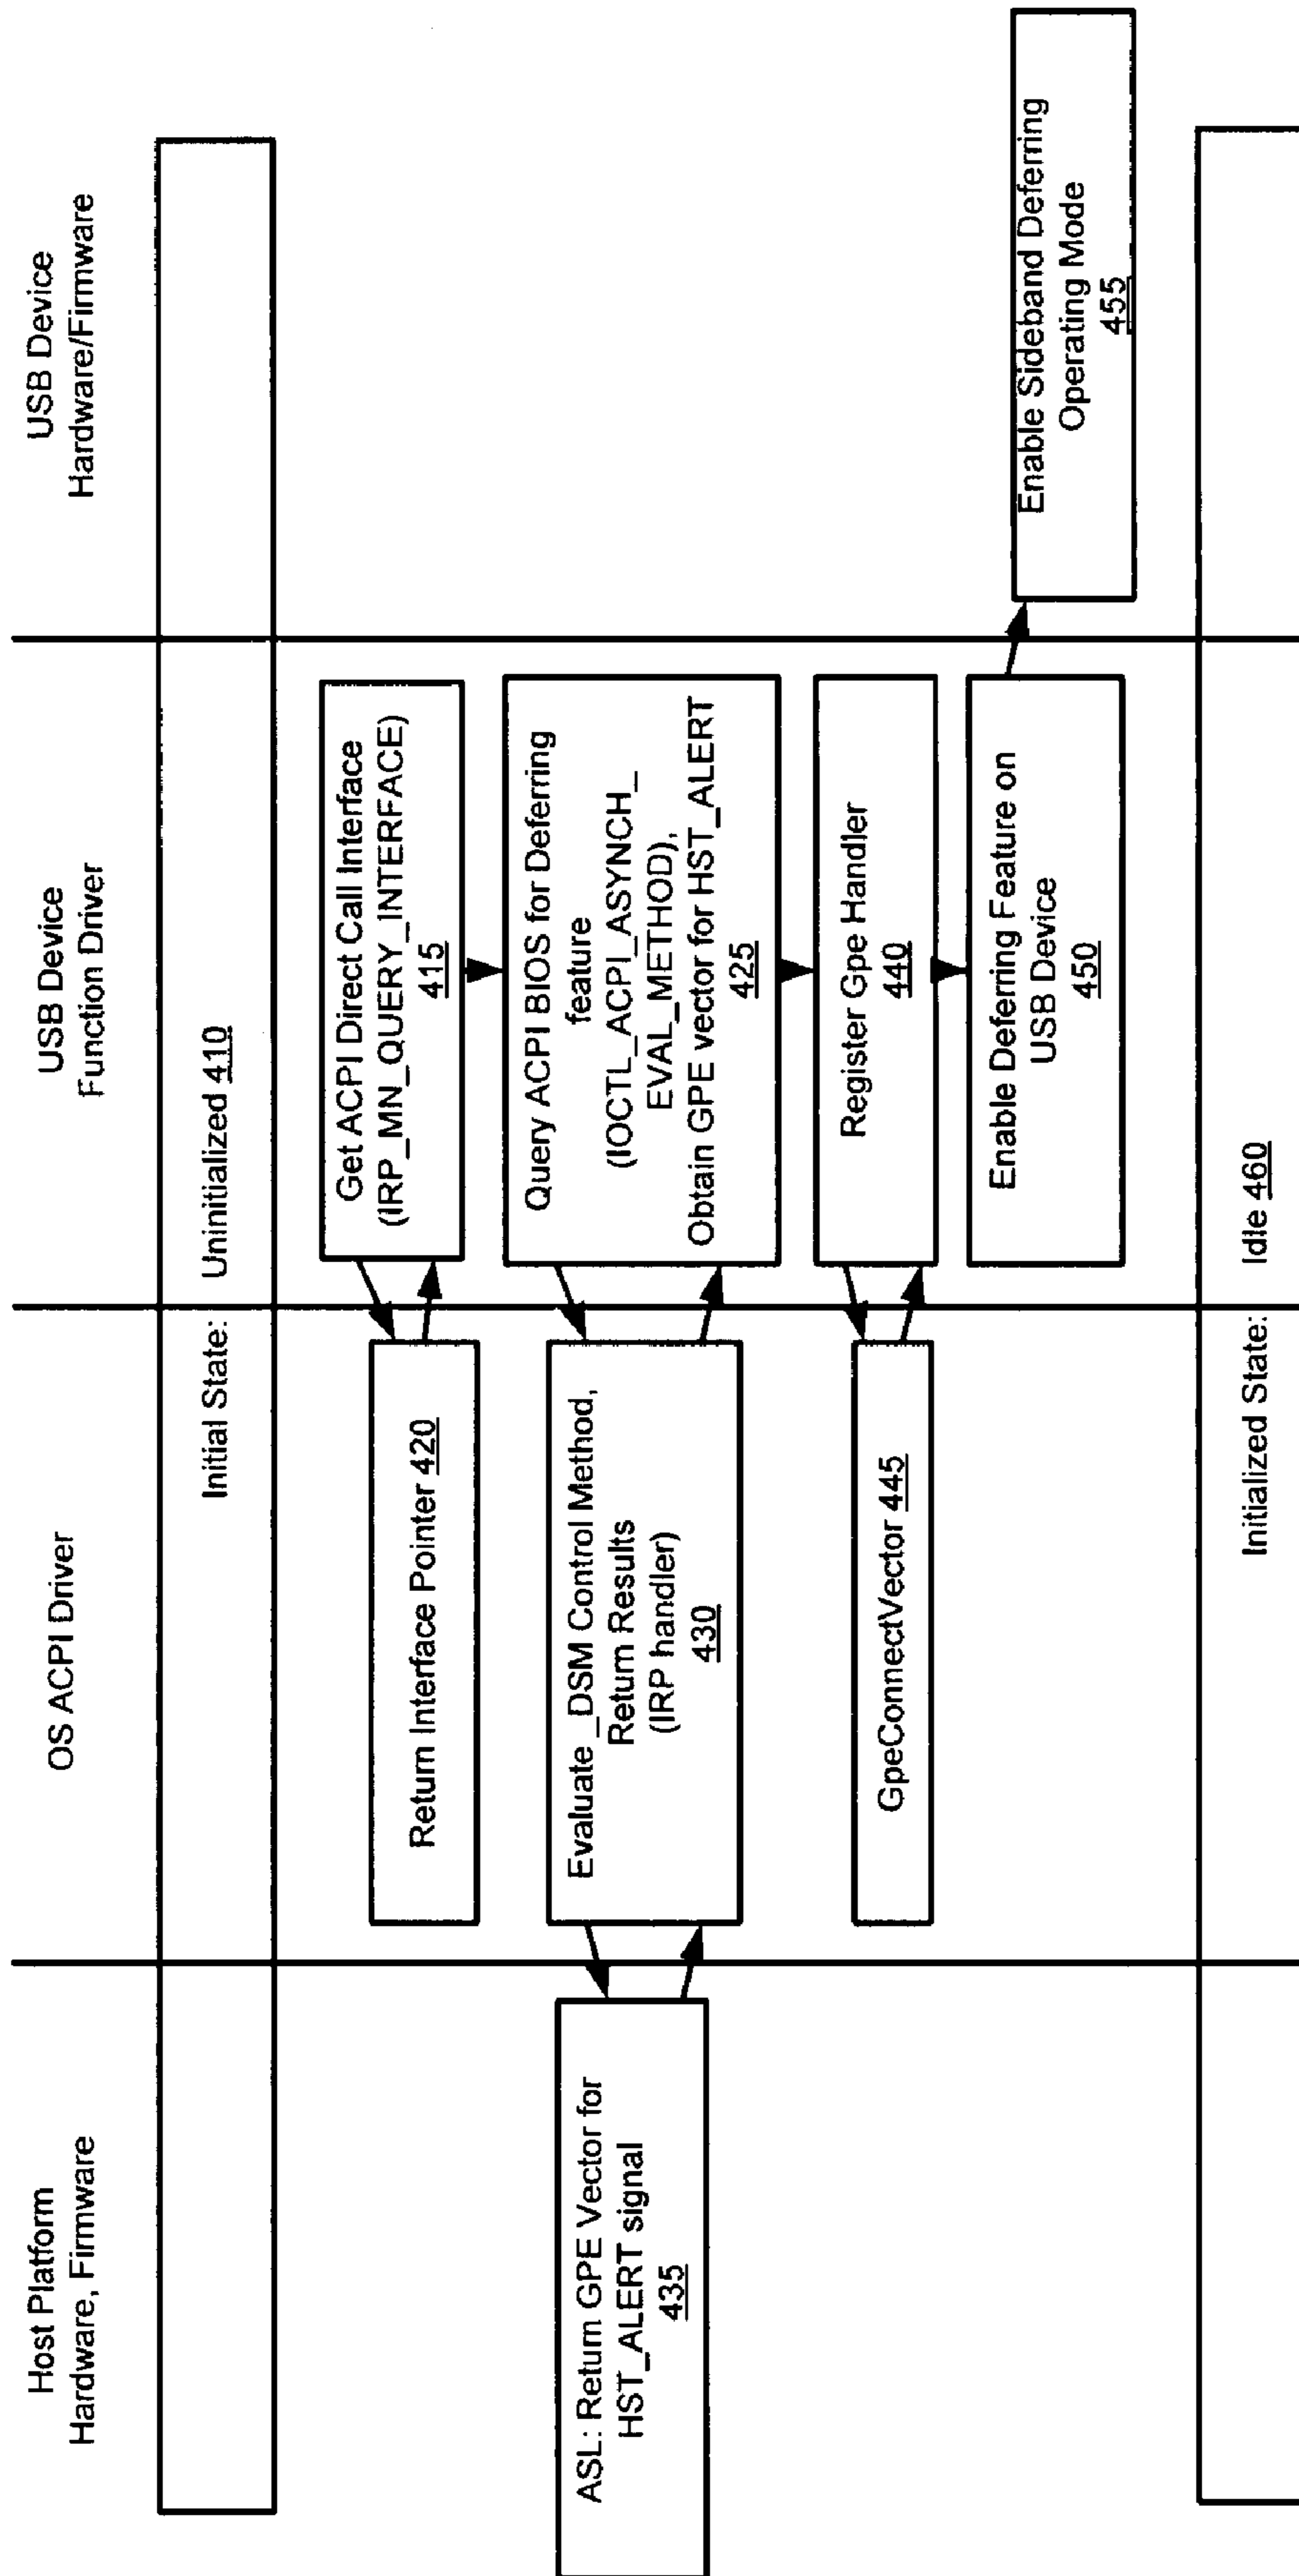 Host Platform
Hardware, Firmware
OS ACPI Driver
USB Device
Function Driver
USB Device
Hardware/Firmware
Initial State: Uninitialized 410
Get ACPI Direct Call Interface
(IRP_MN_QUERY_INTERFACE)
415
Return Interface Pointer 420
Query ACPI BIOS for Deferring
feature
(IOCTL_ACPI_ASYNCH_
EVAL_METHOD),
Obtain GPE vector for HST_ALERT
425
Evaluate _DSM Control Method,
Return Results
(IRP handler)
430
ASL: Return GPE Vector for
HST_ALERT signal
435
Register Gpe Handler
440
GpeConnectVector 445
Enable Deferring Feature on
USB Device
450
Enable Sideband Deferring
Operating Mode
455
Initialized State: Idle 460